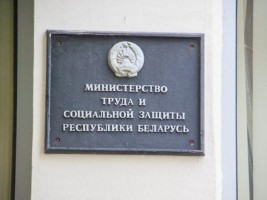 МИНИСТЕРСТВО
ТРУДА И
СОЦИАЛЬНОЙ ЗАЩИТЫ
РЕСПУБЛИКИ БЕЛАРУСЬ